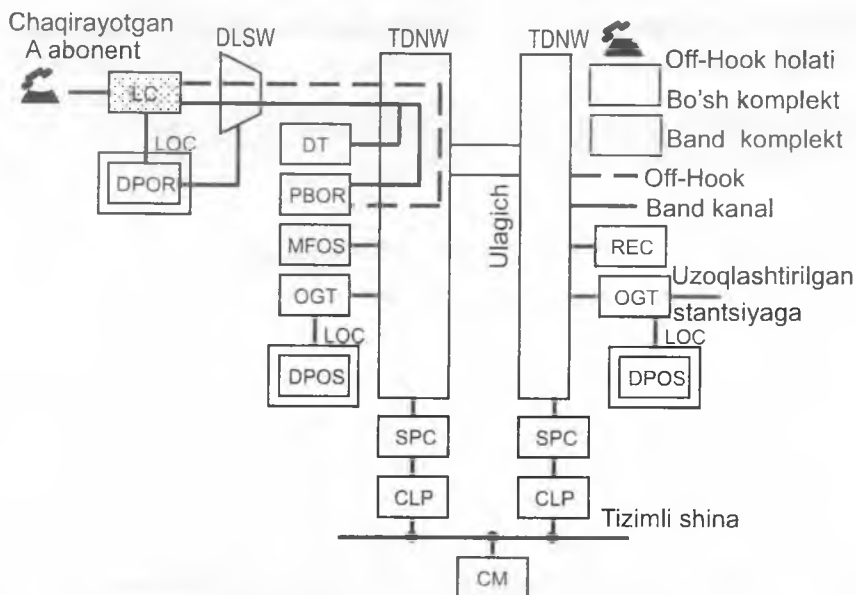 Chaqirayotgan
A abonent
DLSW
TDNW
TDNW
Off-Hook holati
Bo'sh komplekt
Band komplekt
LC
LOC
DPOR
DT
PBOR
MFOS
OGT
LOC
DPOS
Ulagich
Off-Hook
Band kanal
REC
OGT
Uzoqlashtirilgan
stantsiyaga
LOC
DPOS
SPC
SPC
CLP
CLP
Tizimli shina
CM